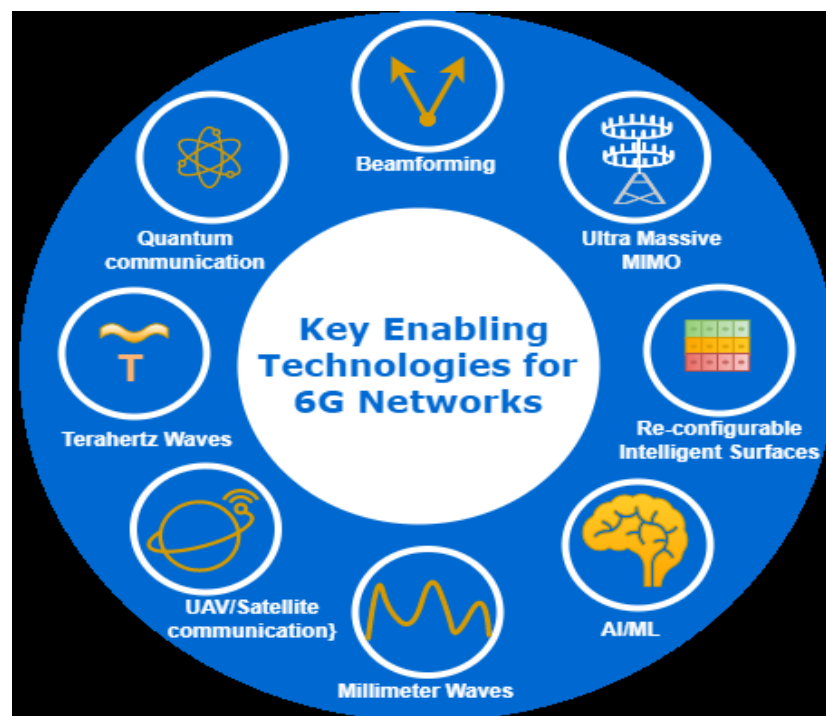 Beamforming
Ultra Massive
MIMO
Re-configurable
Intelligent Surfaces
AI/ML
Millimeter Waves
UAV/Satellite
communication}
T
Terahertz Waves
Quantum
communication
Key Enabling
Technologies for
6G Networks